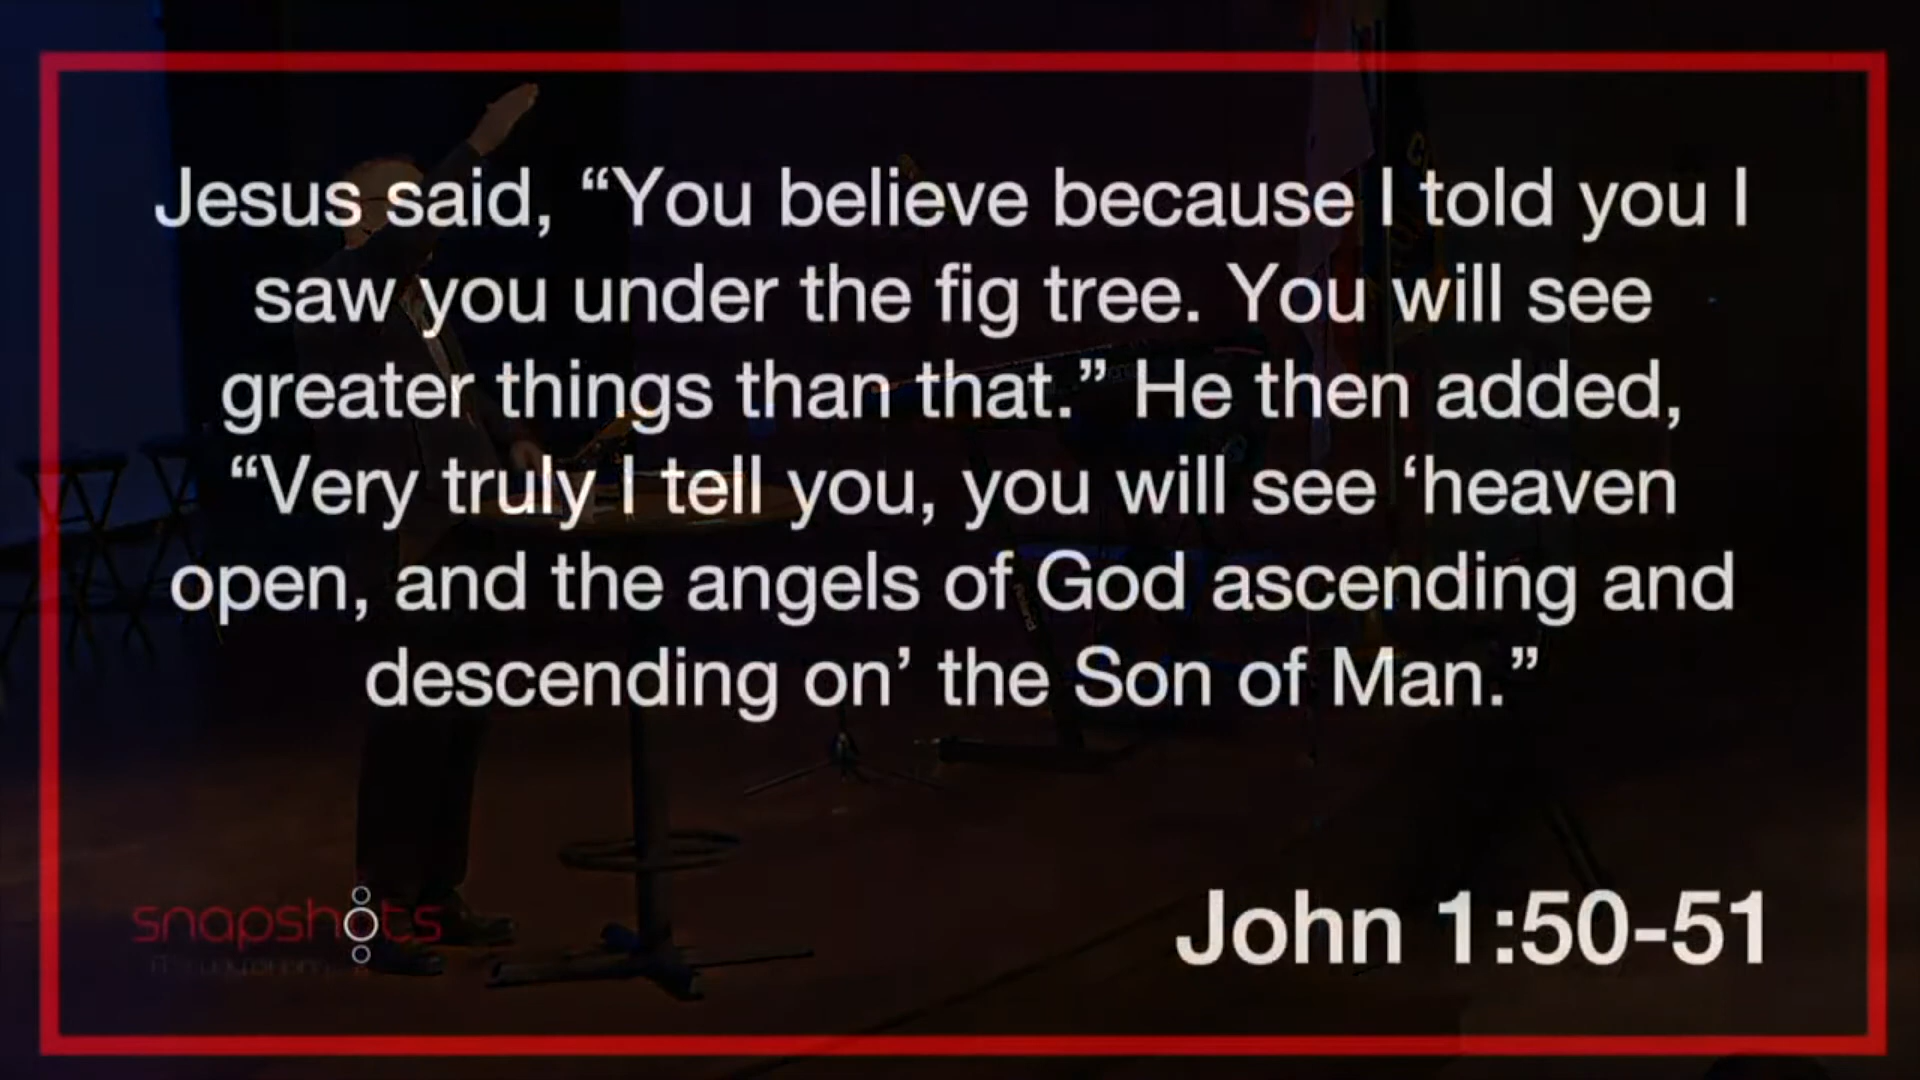 Jesus said, “You believe because I told you I
saw you under the fig tree. You will see
greater things than that.” He then added,
“Very truly I tell you, you will see ‘heaven
open, and the angels of God ascending and
descending on’ the Son of Man.”
John 1:50-51
snapshots